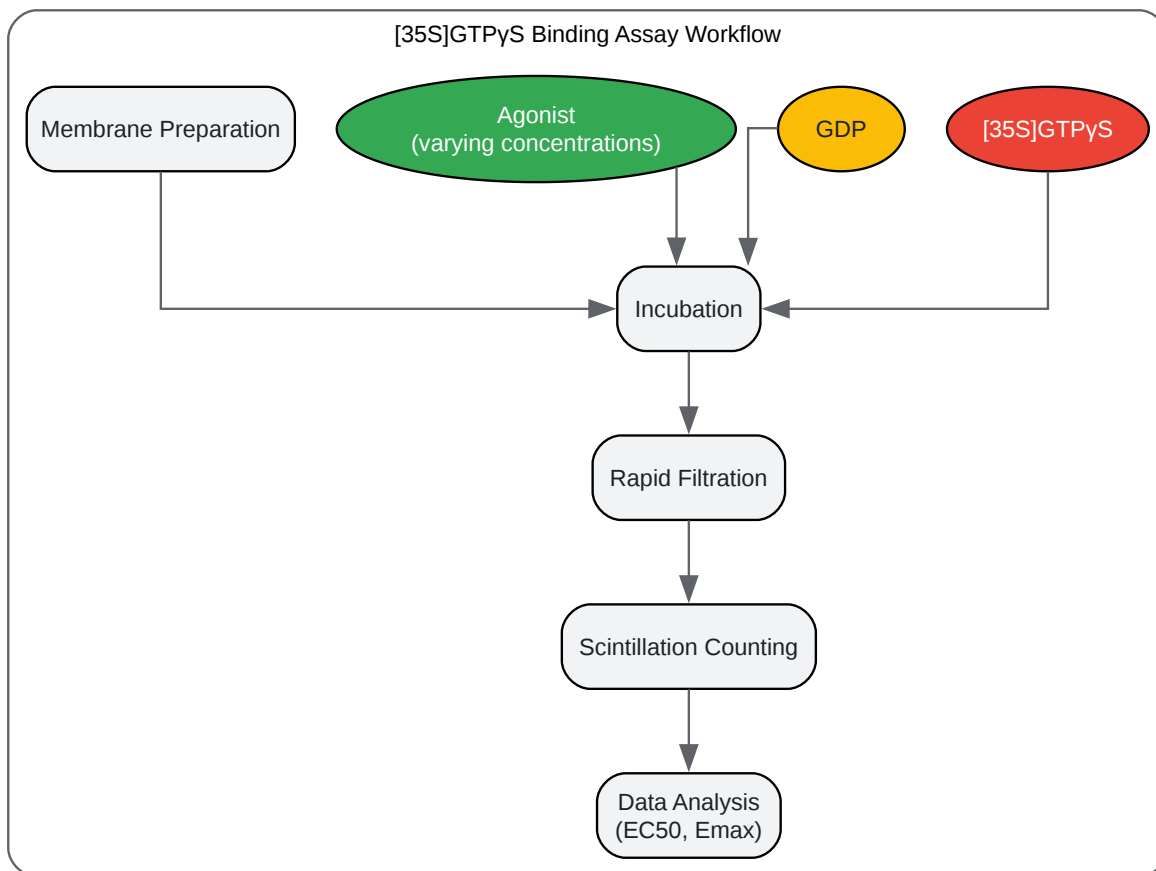 [35S]GTPγS Binding Assay Workflow
Membrane Preparation
Agonist
(varying concentrations)
GDP
[35S]GTPγS
Incubation
Rapid Filtration
Scintillation Counting
Data Analysis
(EC50, Emax)